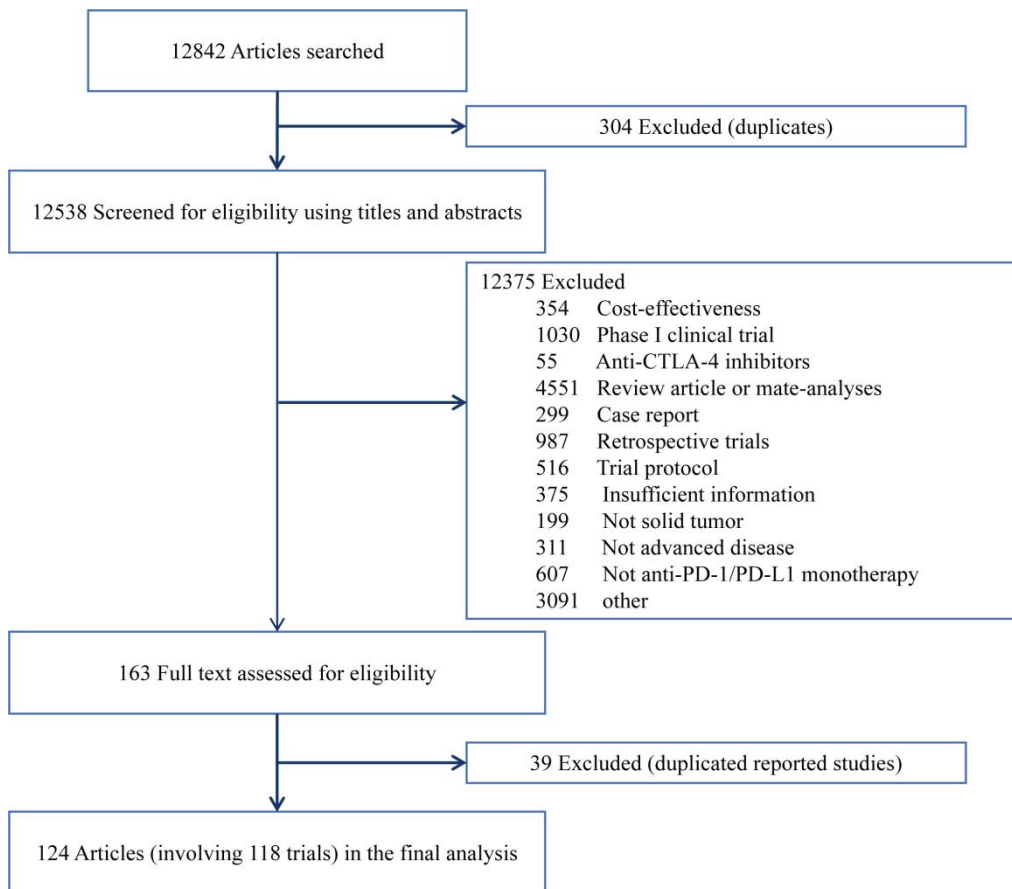 12842 Articles searched
304 Excluded (duplicates)
12538 Screened for eligibility using titles and abstracts
12375 Excluded
354 Cost-effectiveness
1030 Phase I clinical trial
55 Anti-CTLA-4 inhibitors
4551 Review article or mate-analyses
299 Case report
987 Retrospective trials
516 Trial protocol
375 Insufficient information
199 Not solid tumor
311 Not advanced disease
607 Not anti-PD-1/PD-L1 monotherapy
3091 other
163 Full text assessed for eligibility
39 Excluded (duplicated reported studies)
124 Articles (involving 118 trials) in the final analysis